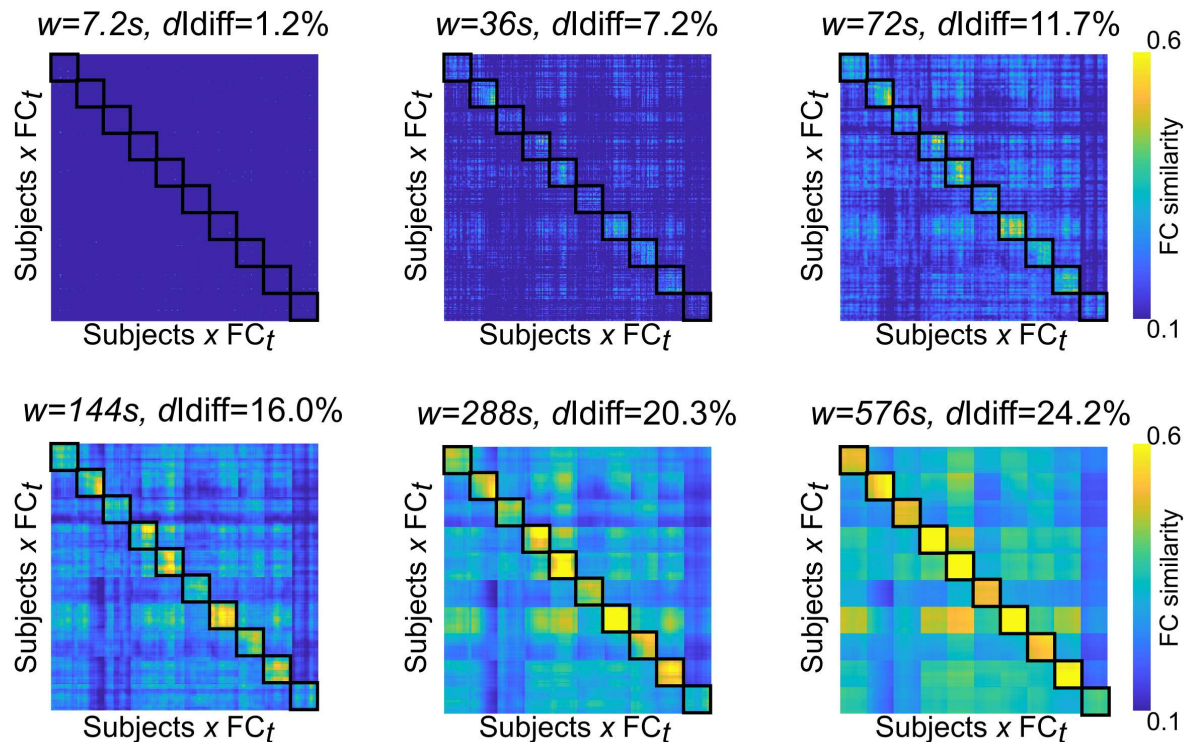 w=7.2s, dIdiff=1.2%
Subjects x FCt
Subjects x FCt
w=36s, dIdiff=7.2%
Subjects x FCt
Subjects x FCt
w=72s, dIdiff=11.7%
Subjects x FCt
Subjects x FCt
0.6
FC similarity
0.1
w=144s, dIdiff=16.0%
Subjects x FCt
Subjects x FCt
w=288s, dIdiff=20.3%
Subjects x FCt
Subjects x FCt
w=576s, dIdiff=24.2%
Subjects x FCt
Subjects x FCt
0.6
FC similarity
0.1